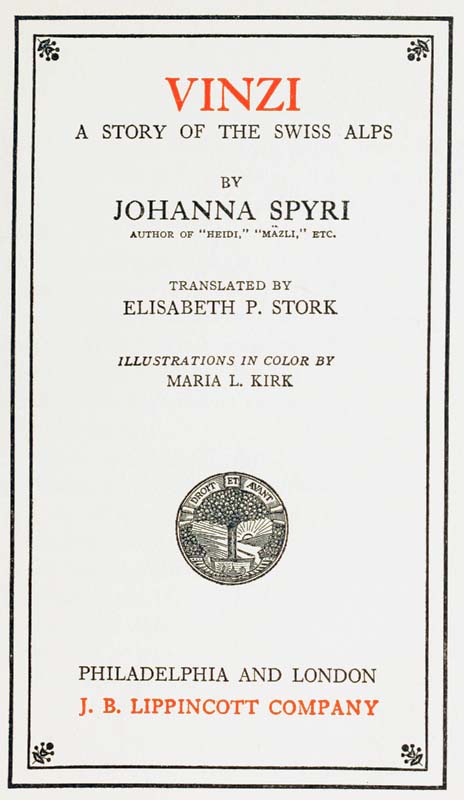 VINZI
A STORY OF THE SWISS ALPS
BY
JOHANNA SPYRI
AUTHOR OF "HEIDI," "MÄZLI," ETC.
TRANSLATED BY
ELISABETH P. STORK
ILLUSTRATIONS IN COLOR BY
MARIA L. KIRK
DROIT ET AVANT
PHILADELPHIA AND LONDON
J. B. LIPPINCOTT COMPANY